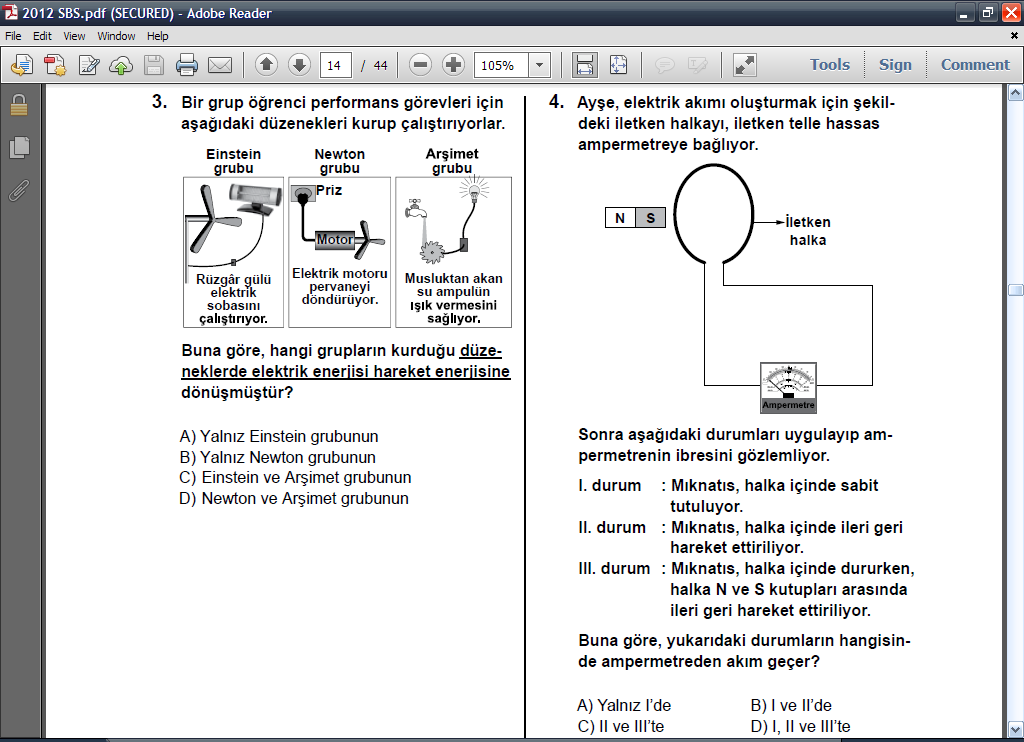 2012 SBS.pdf (SECURED) - Adobe Reader
File Edit View Window Help
14 / 44 105% Tools Sign Comment
3. Bir grup öğrenci performans görevleri için
aşağıdaki düzenekleri kurup çalıştırıyorlar.
Einstein
grubu
Rüzgâr gülü
elektrik
sobasını
çalıştırıyor.
Newton
grubu
Priz
Motor
Elektrik motoru
pervaneyi
döndürüyor.
Arşimet
grubu
Musluktan akan
su ampulün
ışık vermesini
sağlıyor.
Buna göre, hangi grupların kurduğu düze-
neklerde elektrik enerjisi hareket enerjisine
dönüşmüştür?
A) Yalnız Einstein grubunun
B) Yalnız Newton grubunun
C) Einstein ve Arşimet grubunun
D) Newton ve Arşimet grubunun
4. Ayşe, elektrik akımı oluşturmak için şekil-
deki iletken halkayı, iletken telle hassas
ampermetreye bağlıyor.
N S
İletken
halka
Ampermetre
Sonra aşağıdaki durumları uygulayıp am-
permetrenin ibresini gözlemliyor.
I. durum : Mıknatıs, halka içinde sabit
tutuluyor.
II. durum : Mıknatıs, halka içinde ileri geri
hareket ettiriliyor.
III. durum : Mıknatıs, halka içinde dururken,
halka N ve S kutupları arasında
ileri geri hareket ettiriliyor.
Buna göre, yukarıdaki durumların hangisin-
de ampermetreden akım geçer?
A) Yalnız I’de B) I ve II’de
C) II ve III’te D) I, II ve III’te